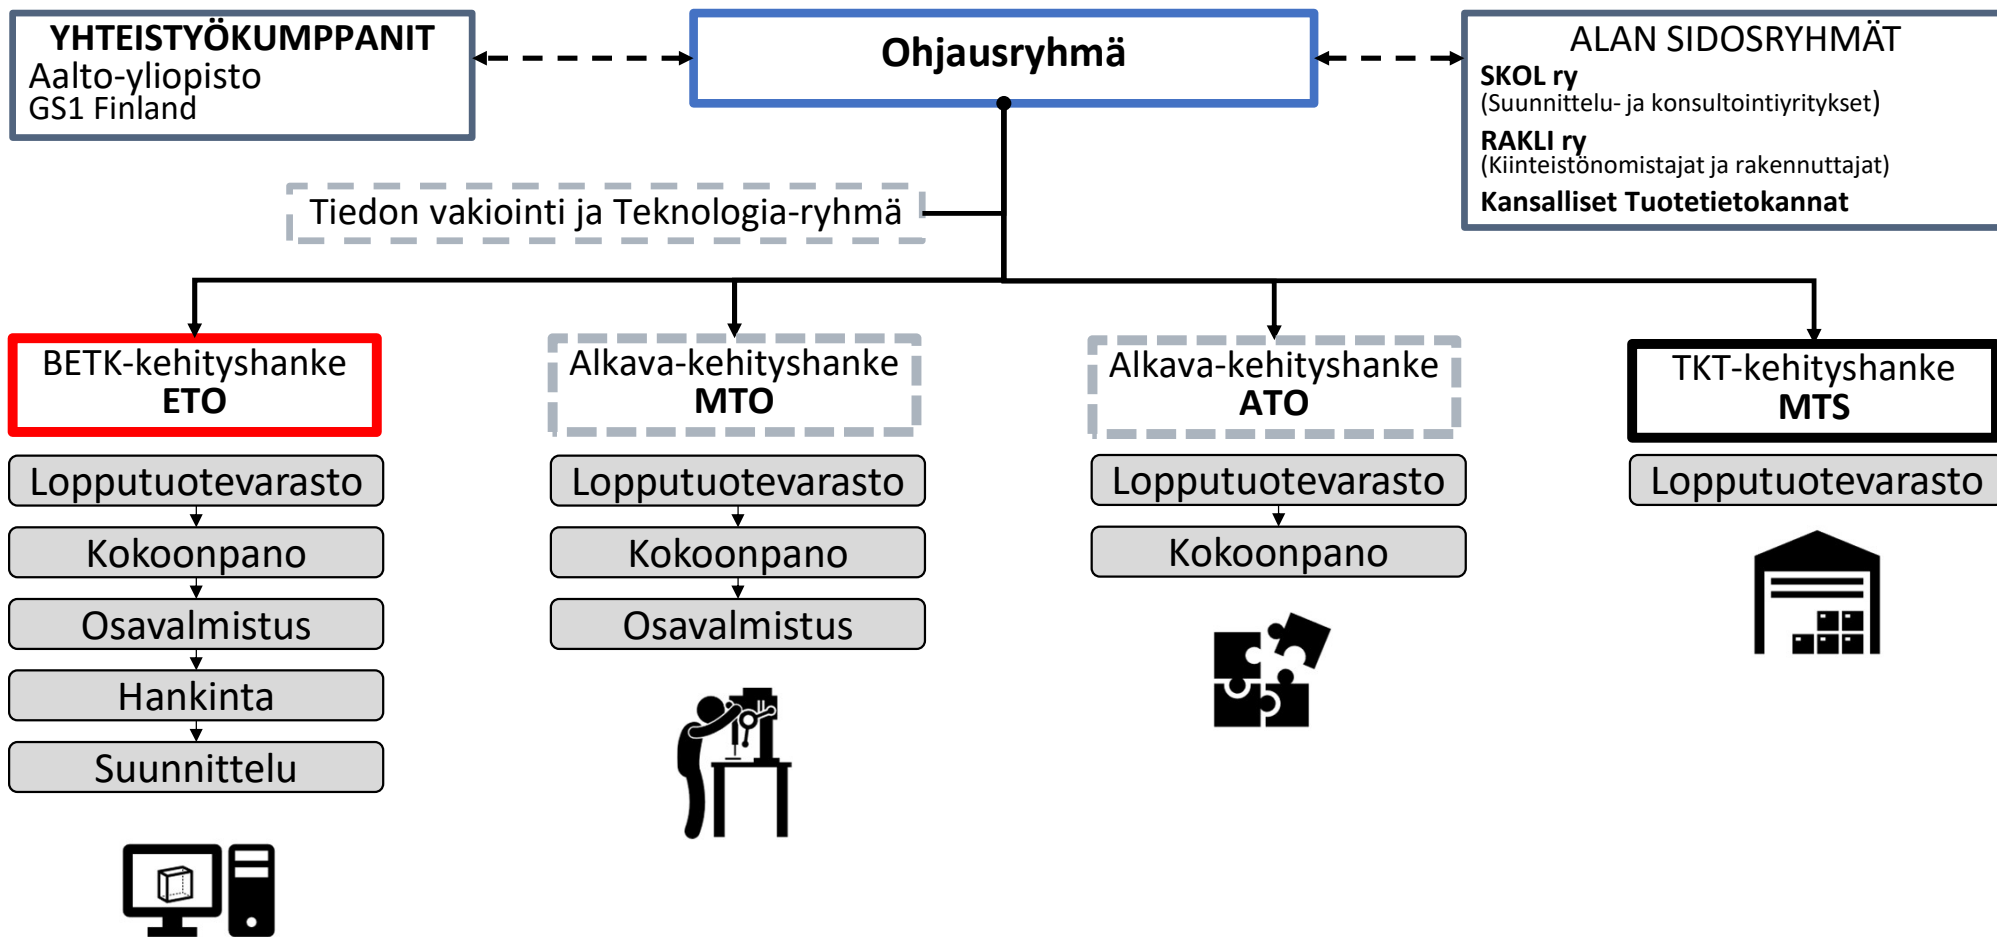 YHTEISTYÖKUMPPANIT
Aalto-yliopisto
GS1 Finland
Ohjausryhmä
ALAN SIDOSRYHMÄT
SKOL ry
(Suunnittelu- ja konsultointiyritykset)
RAKLI ry
(Kiinteistönomistajat ja rakennuttajat)
Kansalliset Tuotetietokannat
Tiedon vakiointi ja Teknologia-ryhmä
BETK-kehityshanke
ETO
Lopputuotevarasto
Kokoonpano
Osavalmistus
Hankinta
Suunnittelu
Alkava-kehityshanke
MTO
Lopputuotevarasto
Kokoonpano
Osavalmistus
Alkava-kehityshanke
ATO
Lopputuotevarasto
Kokoonpano
TKT-kehityshanke
MTS
Lopputuotevarasto